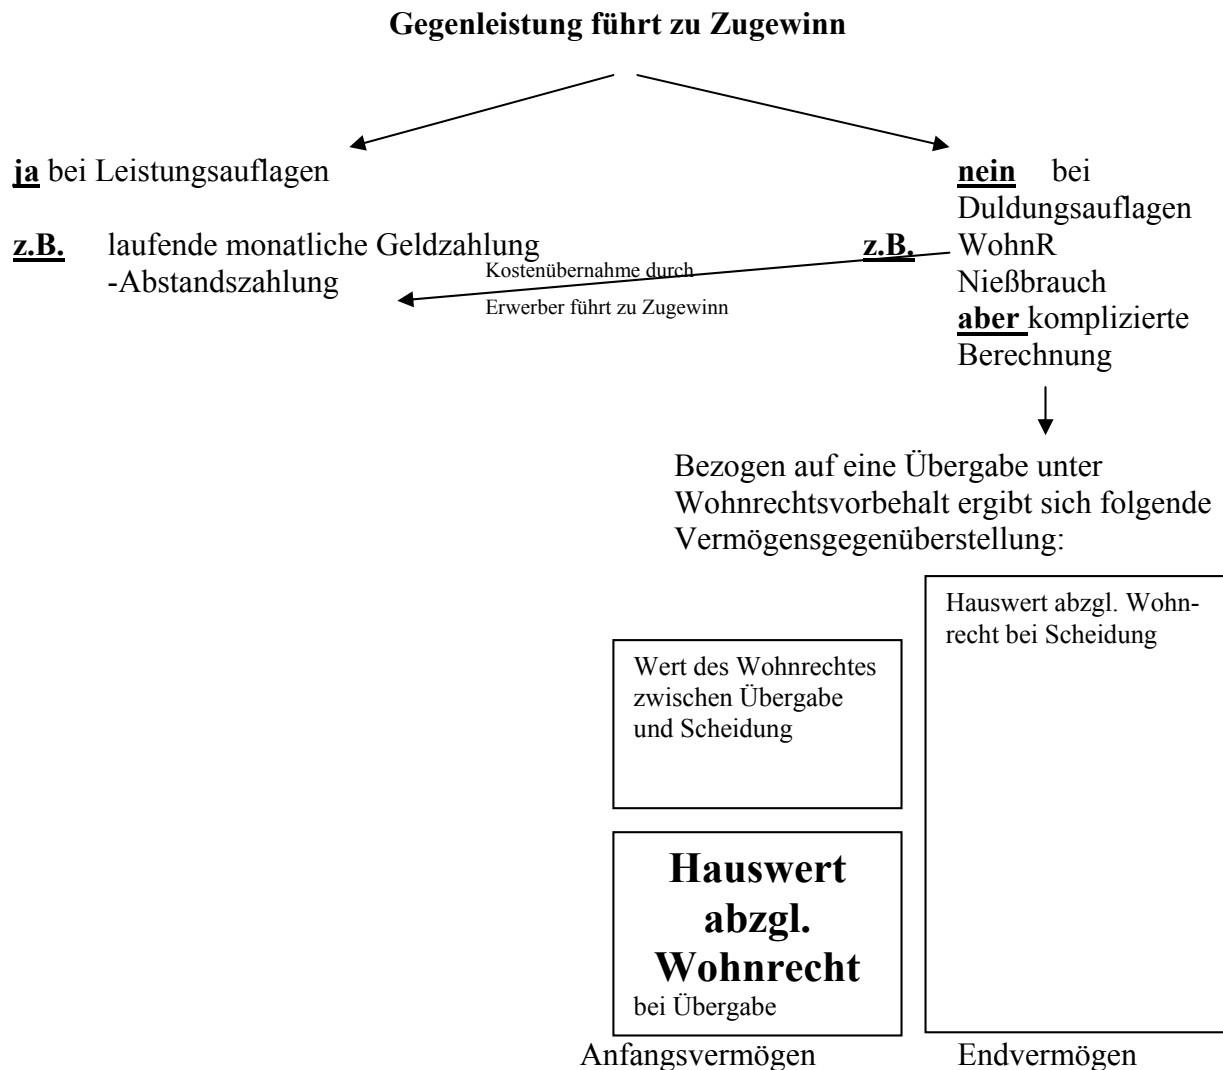 Gegenleistung führt zu Zugewinn
ja bei Leistungsauflagen
z.B. laufende monatliche Geldzahlung
-Abstandszahlung
Kostenübernahme durch
Erwerber führt zu Zugewinn
nein bei
Duldungsauflagen
z.B. WohnR
Nießbrauch
aber komplizierte
Berechnung
Bezogen auf eine Übergabe unter
Wohnrechtsvorbehalt ergibt sich folgende
Vermögensgegenüberstellung:
Wert des Wohnrechtes
zwischen Übergabe
und Scheidung
Hauswert
abzgl.
Wohnrecht
bei Übergabe
Anfangsvermögen
Hauswert abzgl. Wohn-
recht bei Scheidung
Endvermögen